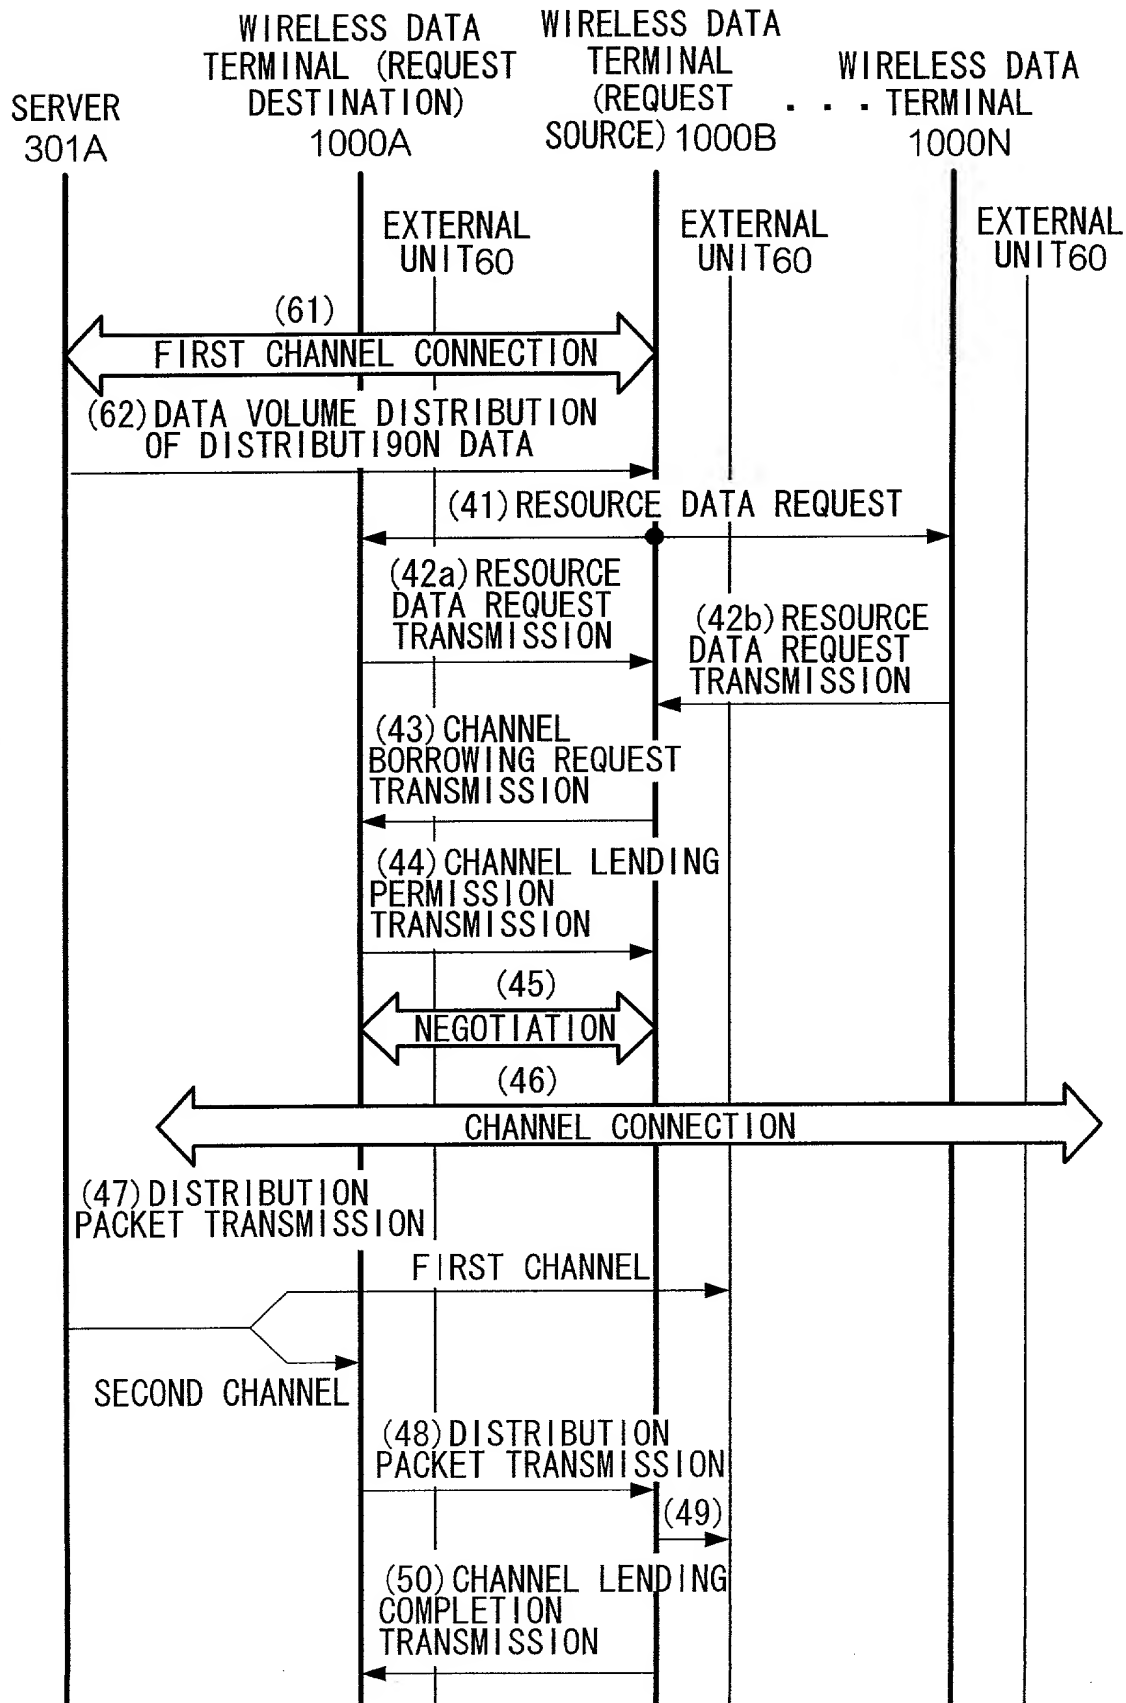 SERVER
301A
WIRELESS DATA
TERMINAL (REQUEST
DESTINATION)
1000A
WIRELESS DATA
TERMINAL
(REQUEST
SOURCE) 1000B
. . .
WIRELESS DATA
TERMINAL
1000N
EXTERNAL
UNIT60
EXTERNAL
UNIT60
EXTERNAL
UNIT60
(61)
FIRST CHANNEL CONNECTION
(62) DATA VOLUME DISTRIBUTION
OF DISTRIBUTI9ON DATA
(41) RESOURCE DATA REQUEST
(42a) RESOURCE
DATA REQUEST
TRANSMISSION
(42b) RESOURCE
DATA REQUEST
TRANSMISSION
(43) CHANNEL
BORROWING REQUEST
TRANSMISSION
(44) CHANNEL LENDING
PERMISSION
TRANSMISSION
(45)
NEGOTIATION
(46)
CHANNEL CONNECTION
(47) DISTRIBUTION
PACKET TRANSMISSION
FIRST CHANNEL
SECOND CHANNEL
(48) DISTRIBUTION
PACKET TRANSMISSION
(49)
(50) CHANNEL LENDING
COMPLETION
TRANSMISSION